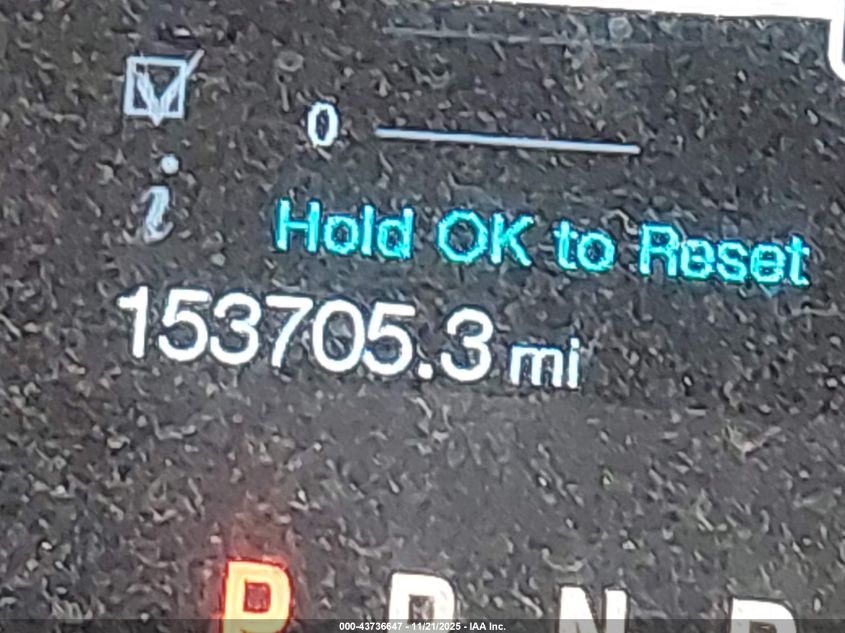 0
Hold OK to Reset
153705.3 mi
P R N D
000-43736647 - 11/21/2025 - IAA Inc.